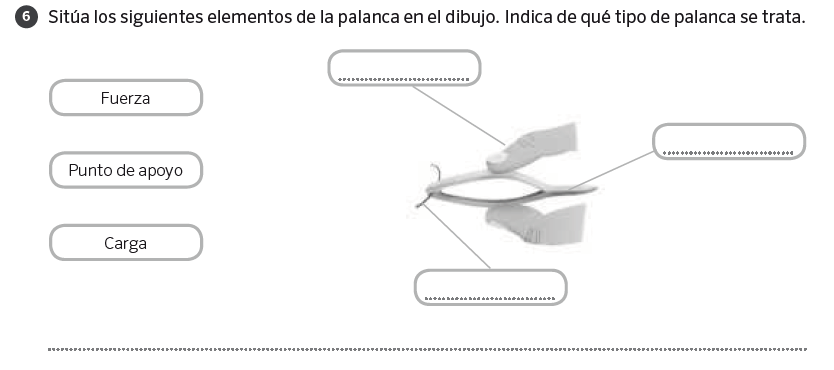 6 Sitúa los siguientes elementos de la palanca en el dibujo. Indica de qué tipo de palanca se trata.
Fuerza
Punto de apoyo
Carga